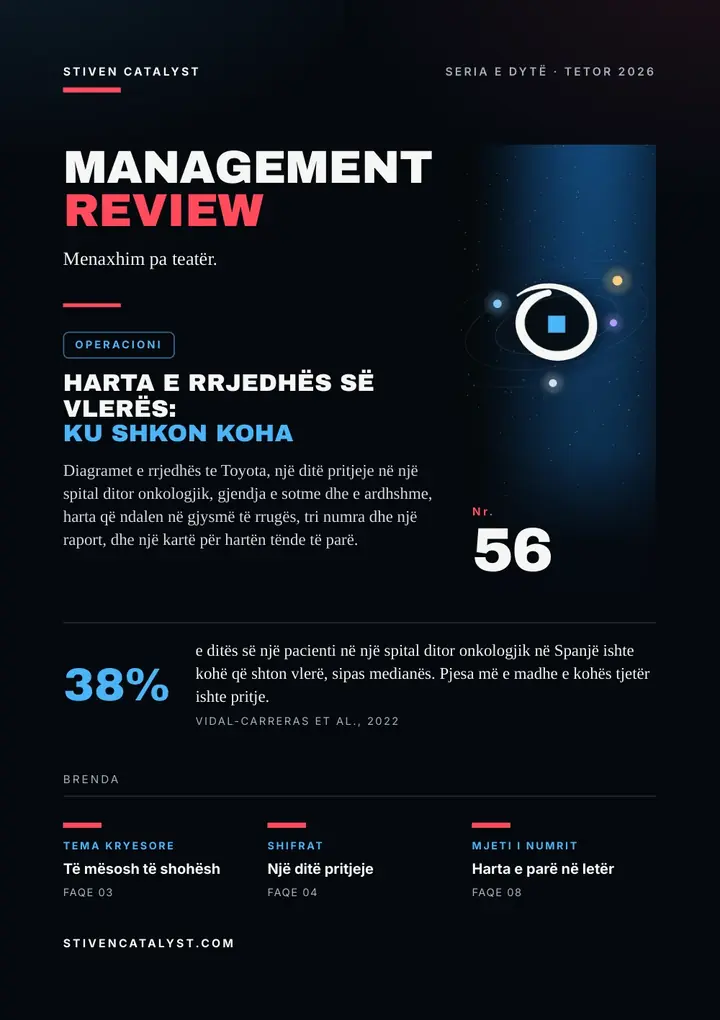 STIVEN CATALYST
SERIA E DYTË · TETOR 2026
MANAGEMENT
REVIEW
Menaxhim pa teatër.
OPERACIONI
HARTA E RRJEDHËS SË
VLERËS:
KU SHKON KOHA
Diagramet e rrjedhës te Toyota, një ditë pritjeje në një
spital ditor onkologjik, gjendja e sotme dhe e ardhshme,
harta që ndalen në gjysmë të rrugës, tri numra dhe një
raport, dhe një kartë për hartën tënde të parë.
Nr.
56
38%
e ditës së një pacienti në një spital ditor onkologjik në Spanjë ishte
kohë që shton vlerë, sipas medianës. Pjesa më e madhe e kohës tjetër
ishte pritje.
VIDAL-CARRERAS ET AL., 2022
BRENDA
TEMA KRYESORE
Të mësosh të shohësh
FAQE 03
SHIFRAT
Një ditë pritjeje
FAQE 04
MJETI I NUMRIT
Harta e parë në letër
FAQE 08
STIVENCATALYST.COM